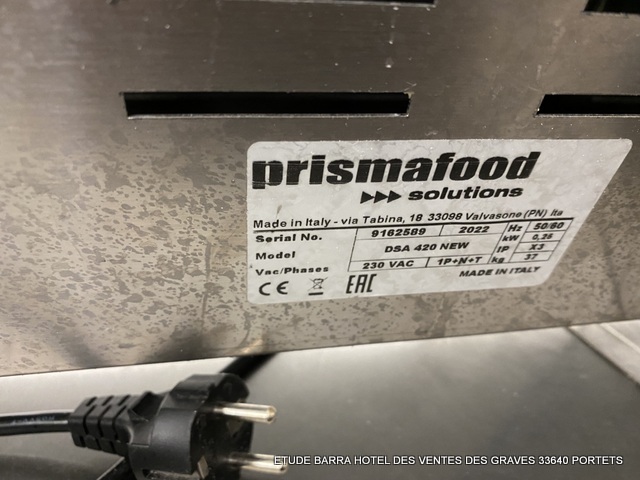 prismafood
solutions
Made in Italy - via Tabina, 18 33098 Valvasone (PN) Ita
Serial No. 9162589 2022 Hz 50/60
Model DSA 420 NEW kW 0,25
IP X3
Vac/Phases 230 VAC 1P+N+T kg 37
CE EAC MADE IN ITALY
ETUDE BARRA HOTEL DES VENTES DES GRAVES 33640 PORTETS